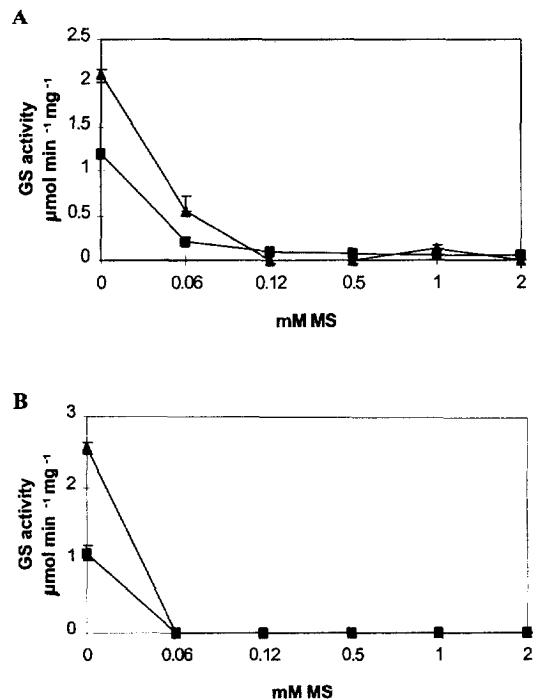 A
GS activity
µmol min ⁻¹ mg ⁻¹
2.5
2
1.5
1
0.5
0
0 0.06 0.12 0.5 1 2
mM MS
B
GS activity
µmol min ⁻¹ mg ⁻¹
3
2
1
0
0 0.06 0.12 0.5 1 2
mM MS